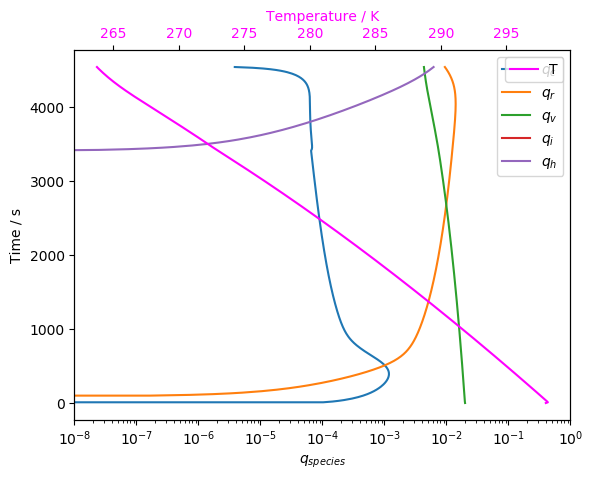 Temperature / K
265 270 275 280 285 290 295
T
q_r
q_v
q_i
q_h
4000
3000
2000
1000
0
Time / s
10^-8 10^-7 10^-6 10^-5 10^-4 10^-3 10^-2 10^-1 10^0
q_species